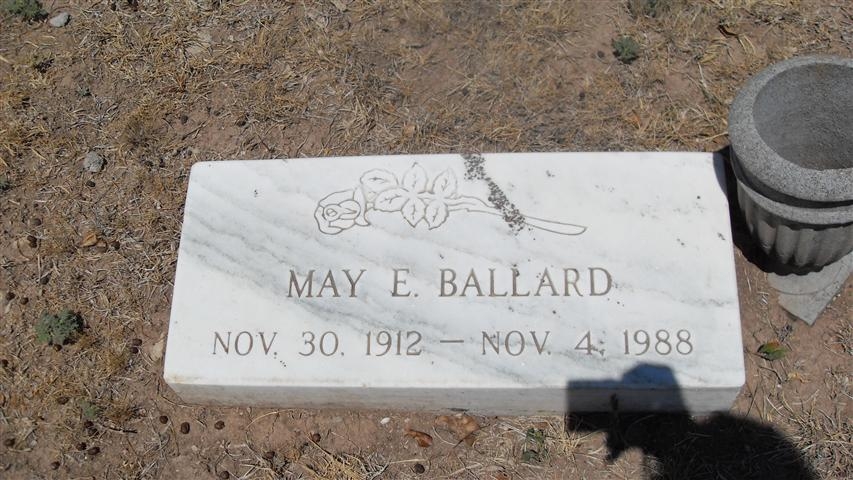 MAY E. BALLARD
NOV. 30. 1912 — NOV. 4. 1988